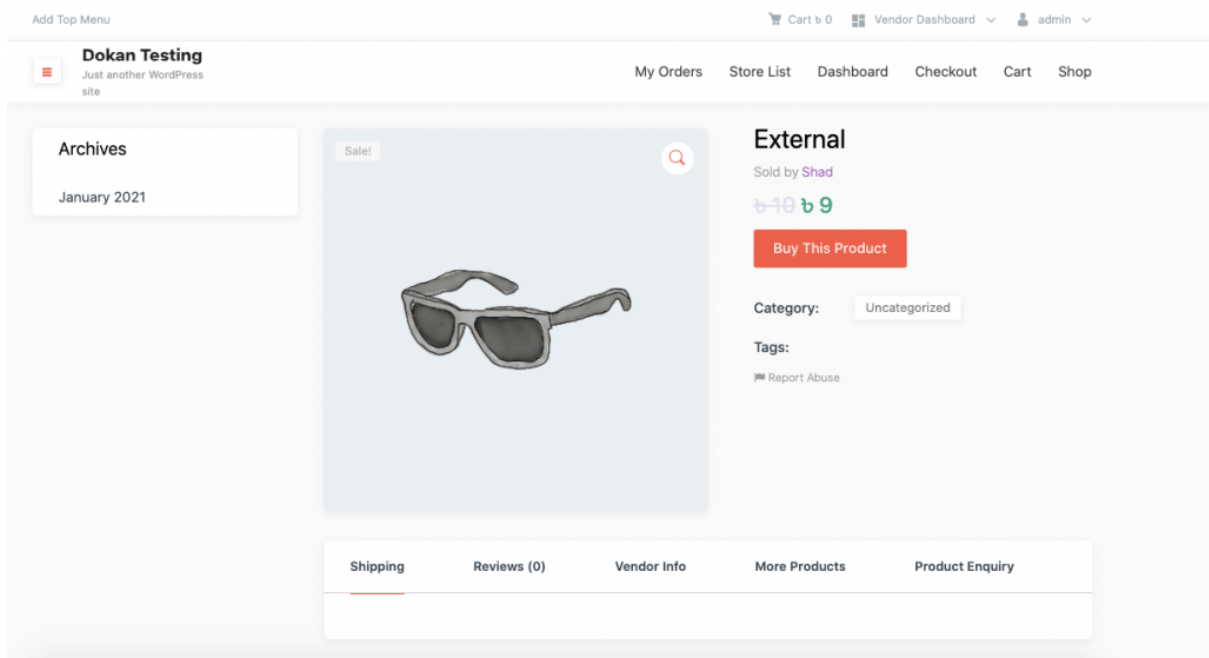 Add Top Menu
Cart ৳ 0 Vendor Dashboard admin
Dokan Testing
Just another WordPress
site
My Orders Store List Dashboard Checkout Cart Shop
Archives
January 2021
Sale!
External
Sold by Shad
৳ 10 ৳ 9
Buy This Product
Category: Uncategorized
Tags:
Report Abuse
Shipping Reviews (0) Vendor Info More Products Product Enquiry